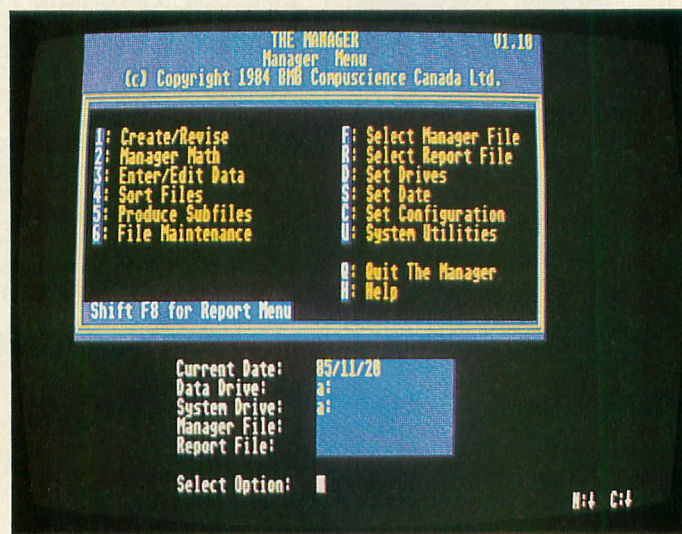 THE MANAGER V1.10
Manager Menu
(c) Copyright 1984 BMB Compuscience Canada Ltd.
1: Create/Revise
2: Manager Math
3: Enter/Edit Data
4: Sort Files
5: Produce Subfiles
6: File Maintenance
F: Select Manager File
R: Select Report File
D: Set Drives
S: Set Date
C: Set Configuration
U: System Utilities
Q: Quit The Manager
H: Help
Shift F8 for Report Menu
Current Date: 85/11/20
Data Drive: a:
System Drive: a:
Manager File:
Report File:
Select Option:
N:↓ C:↓